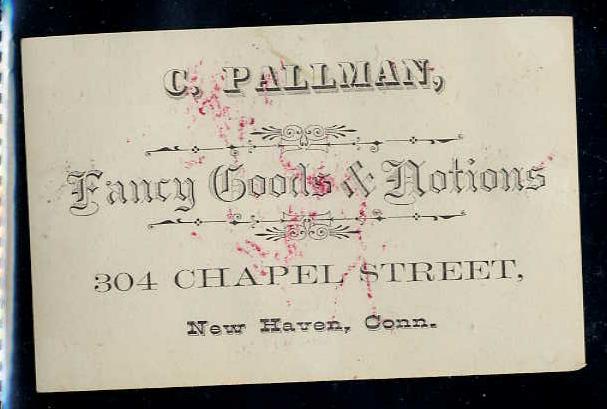 C. PALLMAN,
Fancy Goods & Notions
304 CHAPEL STREET,
New Haven, Conn.